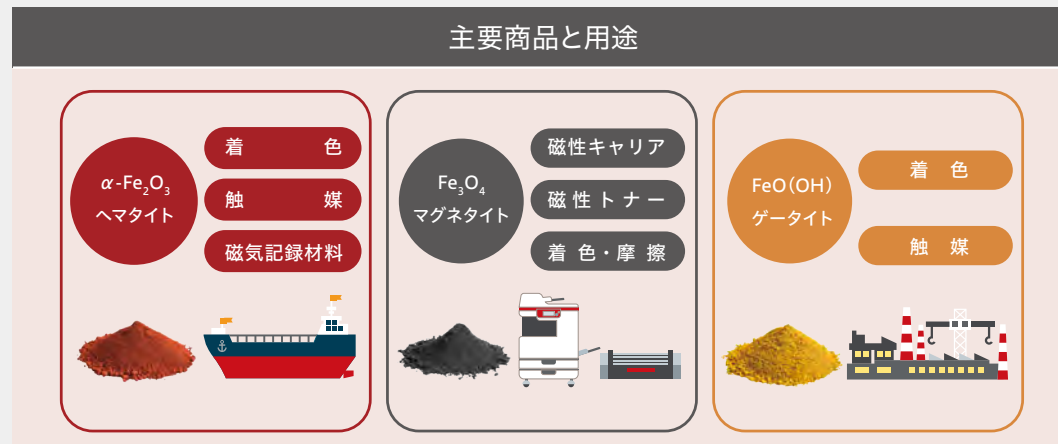 主要商品と用途
α-Fe₂O₃
ヘマタイト
着色
触媒
磁気記録材料
Fe₃O₄
マグネタイト
磁性キャリア
磁性トナー
着色・摩擦
FeO(OH)
ゲータイト
着色
触媒